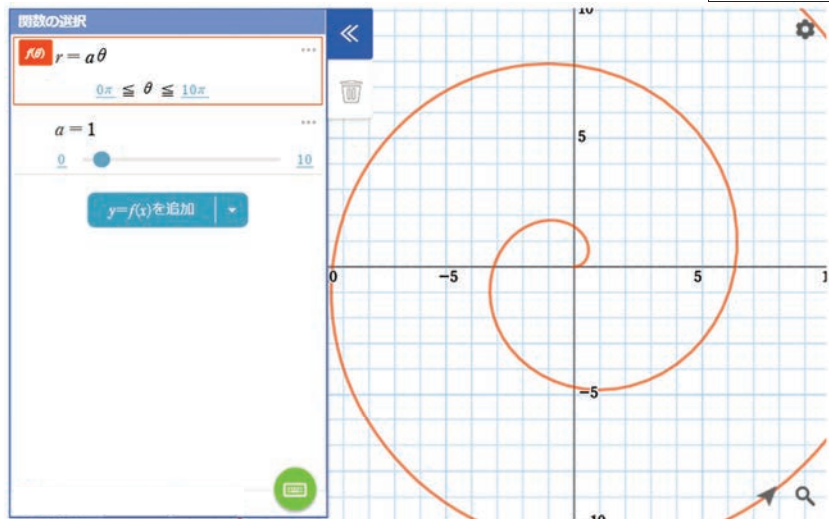 関数の選択
f(θ) r = aθ
0π ≦ θ ≦ 10π
a = 1
0 10
y=f(x)を追加
10
5
0 -5 5 1
-5
-10